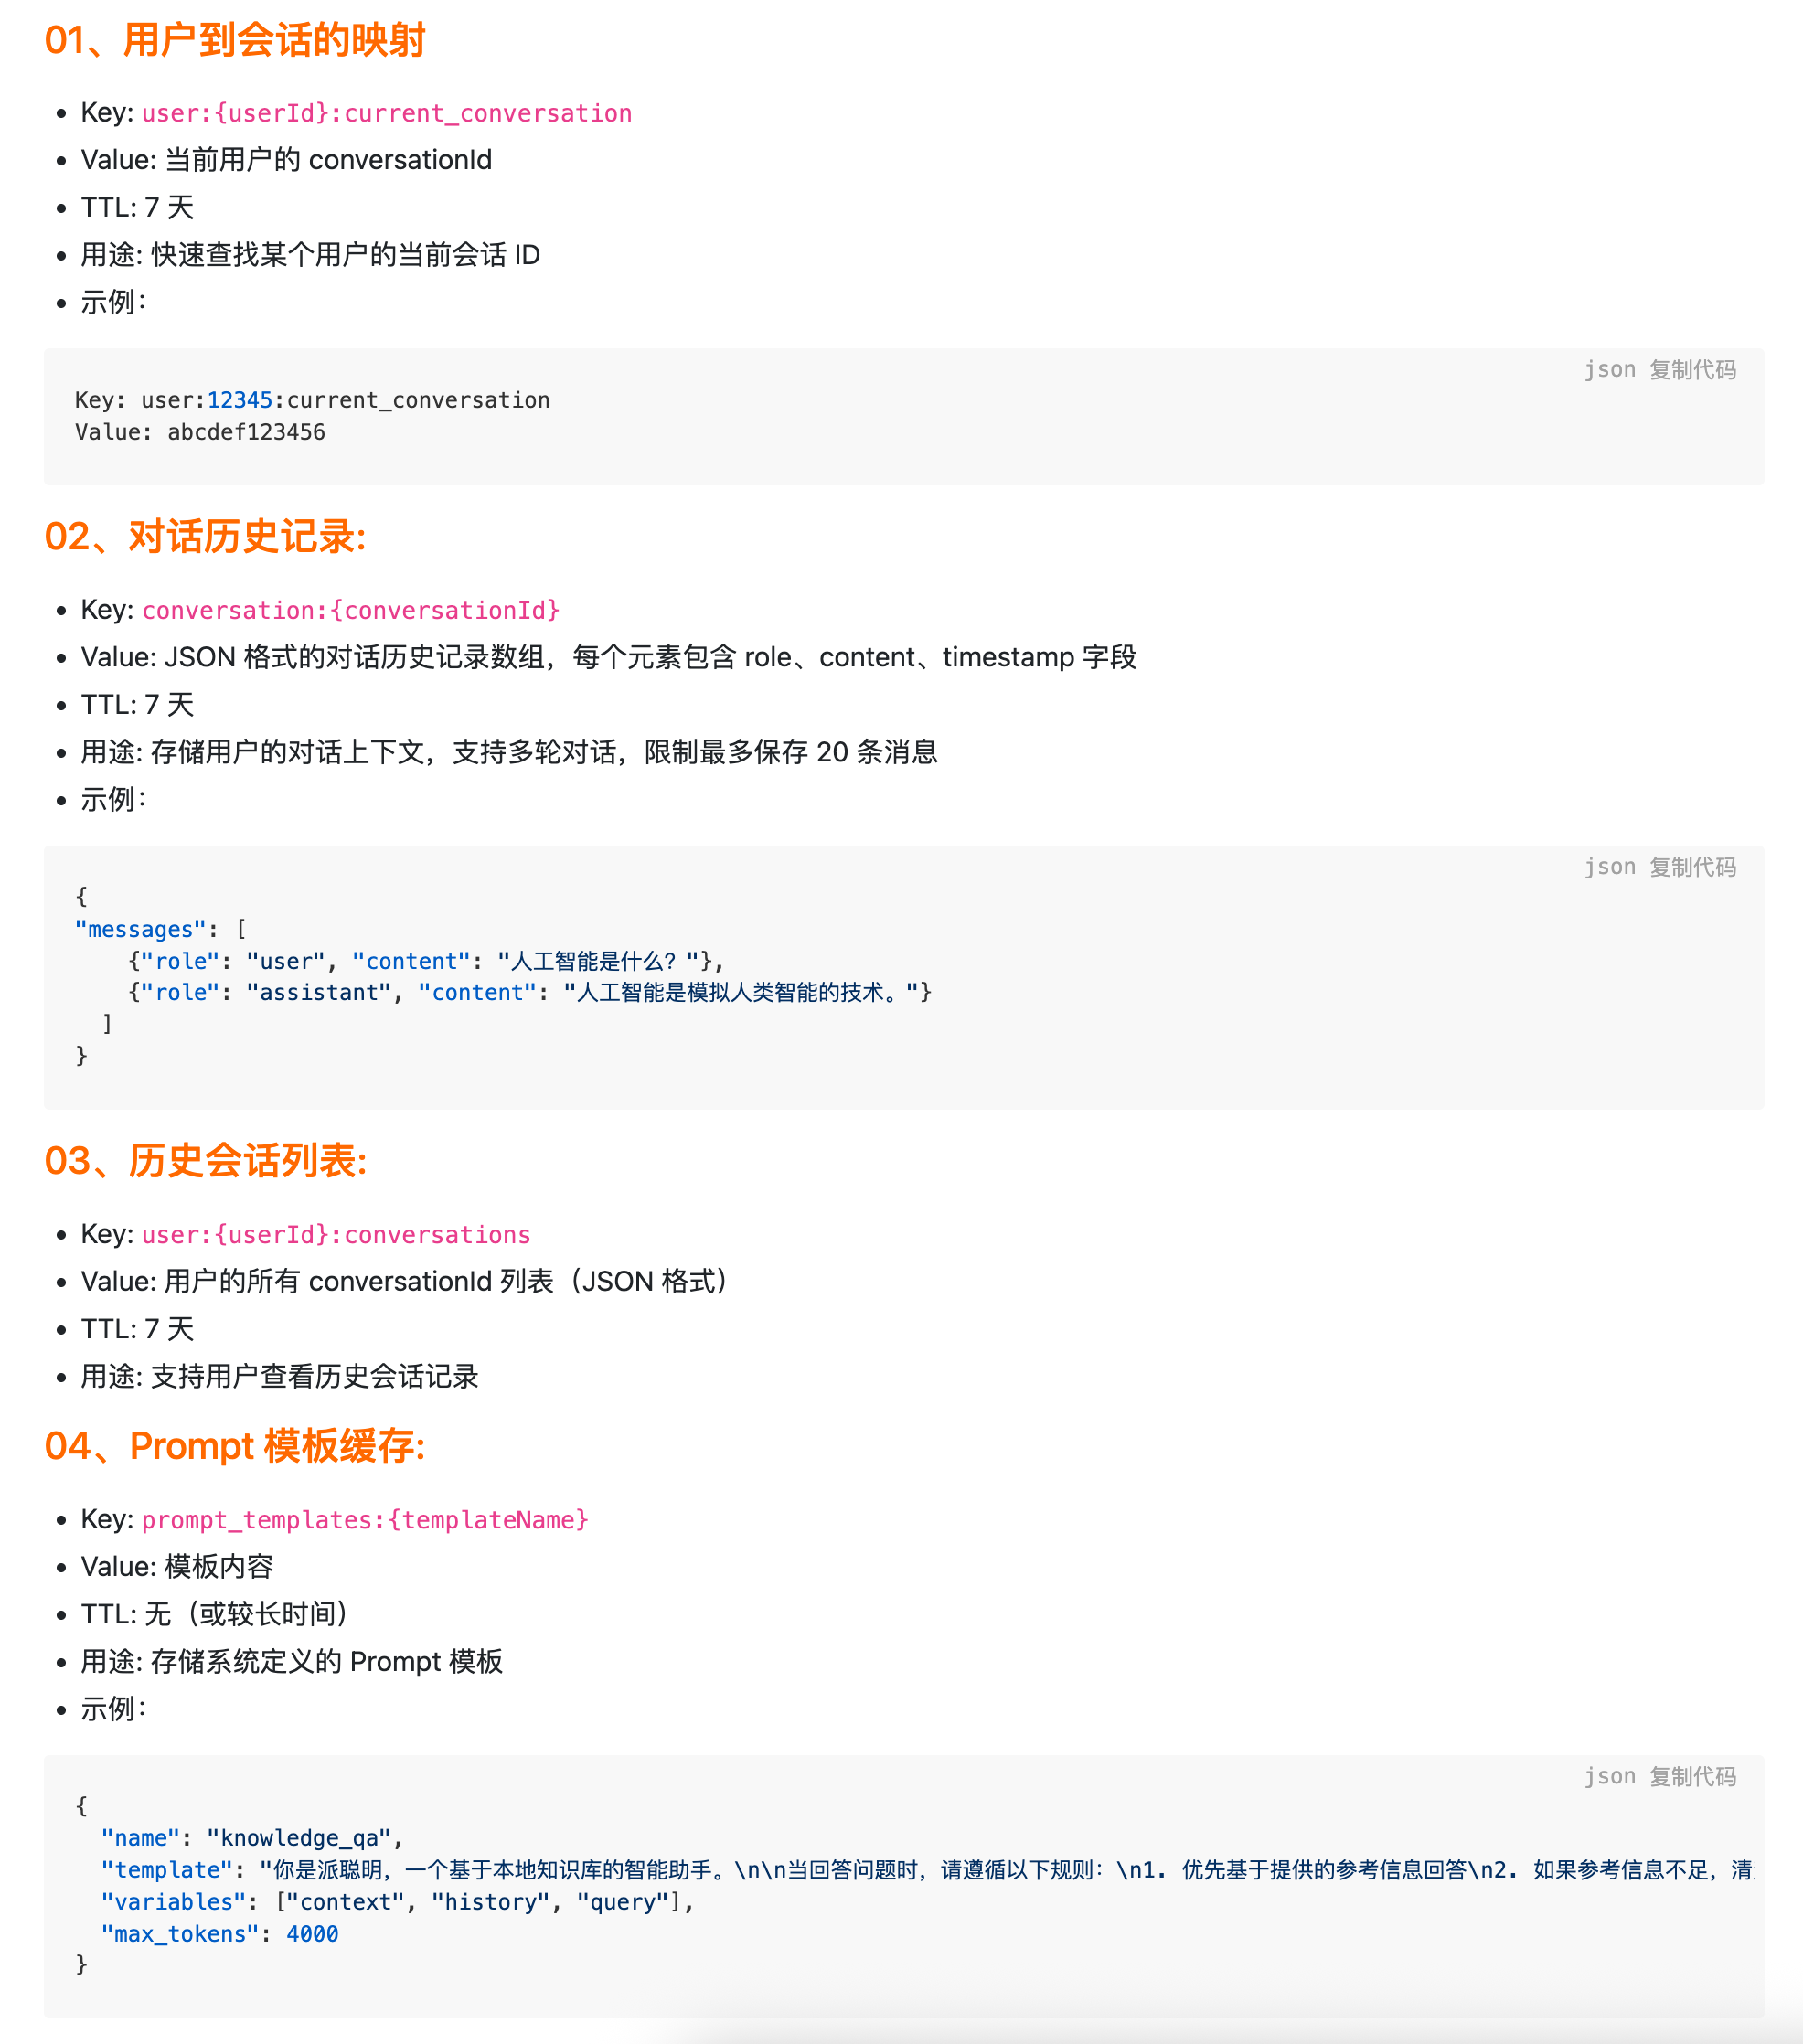 01、用户到会话的映射
Key: user:{userId}:current_conversation
Value: 当前用户的 conversationId
TTL: 7 天
用途: 快速查找某个用户的当前会话 ID
示例：
json 复制代码
Key: user:12345:current_conversation
Value: abcdef123456
02、对话历史记录:
Key: conversation:{conversationId}
Value: JSON 格式的对话历史记录数组，每个元素包含 role、content、timestamp 字段
TTL: 7 天
用途: 存储用户的对话上下文，支持多轮对话，限制最多保存 20 条消息
示例：
json 复制代码
{
"messages": [
    {"role": "user", "content": "人工智能是什么？"},
    {"role": "assistant", "content": "人工智能是模拟人类智能的技术。"}
  ]
}
03、历史会话列表:
Key: user:{userId}:conversations
Value: 用户的所有 conversationId 列表（JSON 格式）
TTL: 7 天
用途: 支持用户查看历史会话记录
04、Prompt 模板缓存:
Key: prompt_templates:{templateName}
Value: 模板内容
TTL: 无（或较长时间）
用途: 存储系统定义的 Prompt 模板
示例：
json 复制代码
{
  "name": "knowledge_qa",
  "template": "你是派聪明，一个基于本地知识库的智能助手。\n\n当回答问题时，请遵循以下规则：\n1. 优先基于提供的参考信息回答\n2. 如果参考信息不足，清
  "variables": ["context", "history", "query"],
  "max_tokens": 4000
}